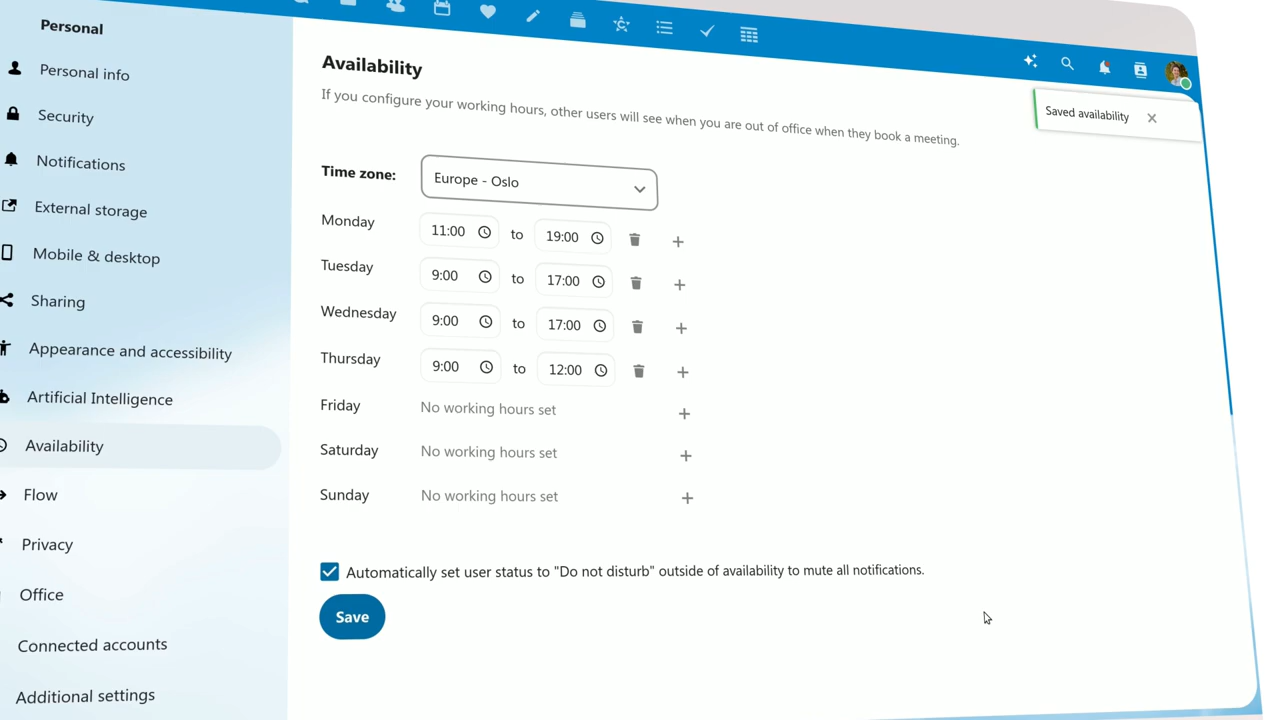 Personal
Personal info
Security
Notifications
External storage
Mobile & desktop
Sharing
Appearance and accessibility
Artificial Intelligence
Availability
Flow
Privacy
Office
Connected accounts
Additional settings
Availability
If you configure your working hours, other users will see when you are out of office when they book a meeting.
Saved availability
Time zone: Europe - Oslo
Monday 11:00 to 19:00
Tuesday 9:00 to 17:00
Wednesday 9:00 to 17:00
Thursday 9:00 to 12:00
Friday No working hours set
Saturday No working hours set
Sunday No working hours set
Automatically set user status to "Do not disturb" outside of availability to mute all notifications.
Save